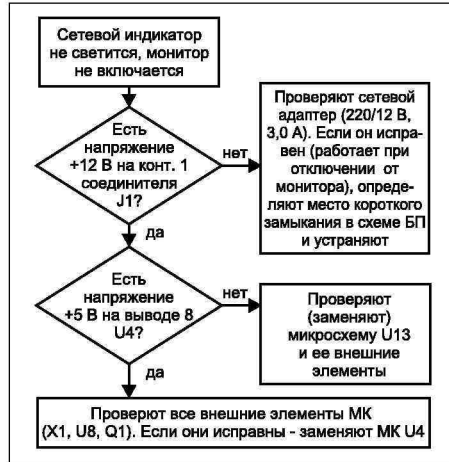 Сетевой индикатор
не светится, монитор
не включается
Есть
напряжение
+12 В на конт. 1
соединителя
J1?
нет
Проверяют сетевой
адаптер (220/12 В,
3,0 А). Если он испра-
вен (работает при
отключении от
монитора), опреде-
ляют место короткого
замыкания в схеме БП
и устраняют
да
Есть
напряжение
+5 В на выводе 8
U4?
нет
Проверяют
(заменяют)
микросхему U13
и ее внешние
элементы
да
Проверют все внешние элементы МК
(X1, U8, Q1). Если они исправны - заменяют МК U4